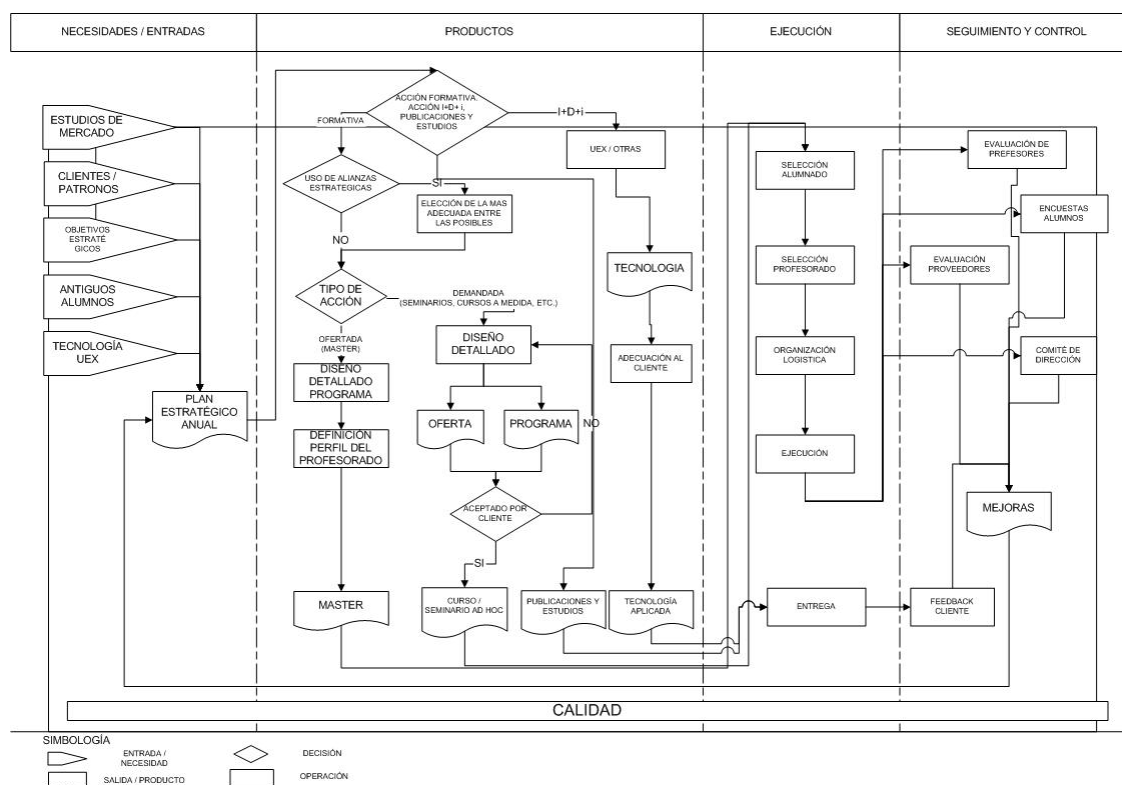 NECESIDADES / ENTRADAS
PRODUCTOS
EJECUCIÓN
SEGUIMIENTO Y CONTROL
ESTUDIOS DE
MERCADO
CLIENTES /
PATRONOS
OBJETIVOS
ESTRATÉ
GICOS
ANTIGUOS
ALUMNOS
TECNOLOGÍA
UEX
PLAN
ESTRATÉGICO
ANUAL
ACCIÓN FORMATIVA.
ACCIÓN I+D+ i,
PUBLICACIONES Y
ESTUDIOS
FORMATIVA
I+D+i
USO DE ALIANZAS
ESTRATEGICAS
SI
ELECCIÓN DE LA MAS
ADECUADA ENTRE
LAS POSIBLES
NO
TIPO DE
ACCIÓN
DEMANDADA
(SEMINARIOS, CURSOS A MEDIDA, ETC.)
OFERTADA
(MASTER)
DISEÑO
DETALLADO
PROGRAMA
DEFINICIÓN
PERFIL DEL
PROFESORADO
MASTER
DISEÑO
DETALLADO
OFERTA
PROGRAMA
NO
ACEPTADO POR
CLIENTE
SI
CURSO /
SEMINARIO AD HOC
PUBLICACIONES Y
ESTUDIOS
UEX / OTRAS
TECNOLOGIA
ADECUACIÓN AL
CLIENTE
TECNOLOGÍA
APLICADA
SELECCIÓN
ALUMNADO
SELECCIÓN
PROFESORADO
ORGANIZACIÓN
LOGISTICA
EJECUCIÓN
ENTREGA
EVALUACIÓN DE
PREFESORES
ENCUESTAS
ALUMNOS
EVALUACIÓN
PROVEEDORES
COMITÉ DE
DIRECCIÓN
MEJORAS
FEEDBACK
CLIENTE
CALIDAD
SIMBOLOGÍA
ENTRADA /
NECESIDAD
DECISIÓN
SALIDA / PRODUCTO
OPERACIÓN